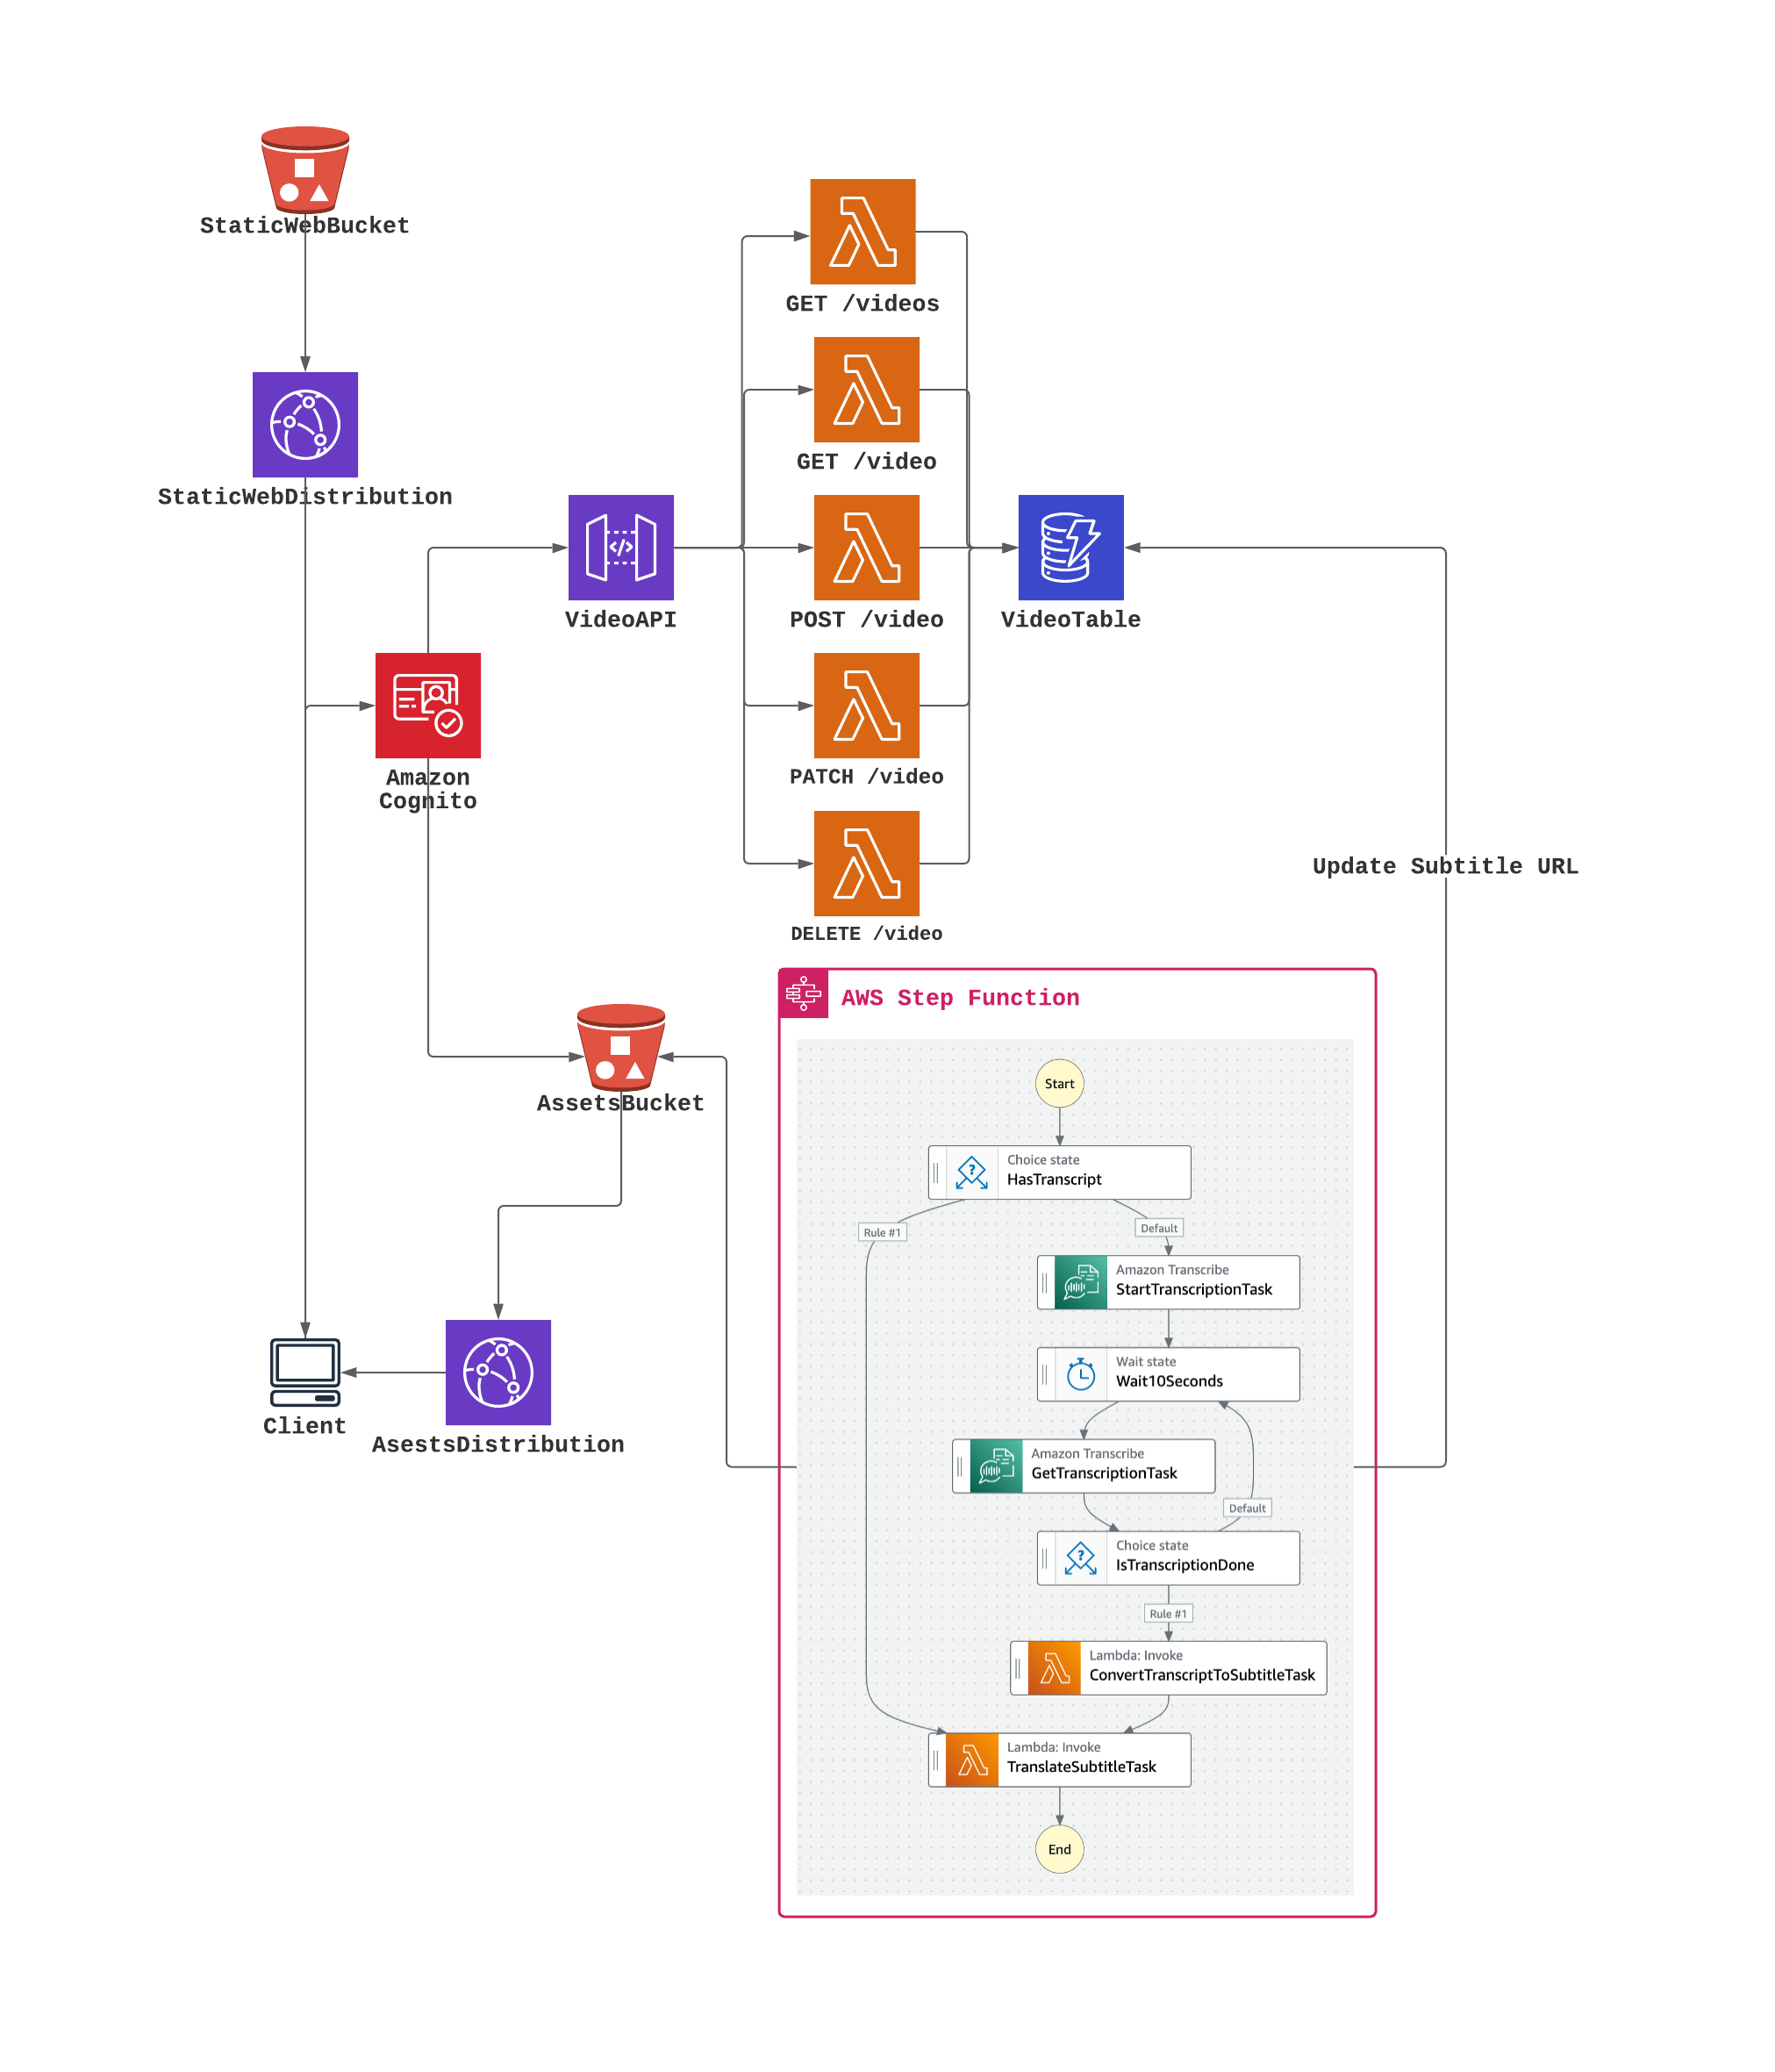 StaticWebBucket
GET /videos
GET /video
StaticWebDistribution
POST /video
VideoAPI
VideoTable
Amazon
Cognito
PATCH /video
Update Subtitle URL
DELETE /video
AWS Step Function
Start
AssetsBucket
Choice state
HasTranscript
Rule #1
Default
Amazon Transcribe
StartTranscriptionTask
Wait state
Wait10Seconds
Client
AsestsDistribution
Amazon Transcribe
GetTranscriptionTask
Default
Choice state
IsTranscriptionDone
Rule #1
Lambda: Invoke
ConvertTranscriptToSubtitleTask
Lambda: Invoke
TranslateSubtitleTask
End